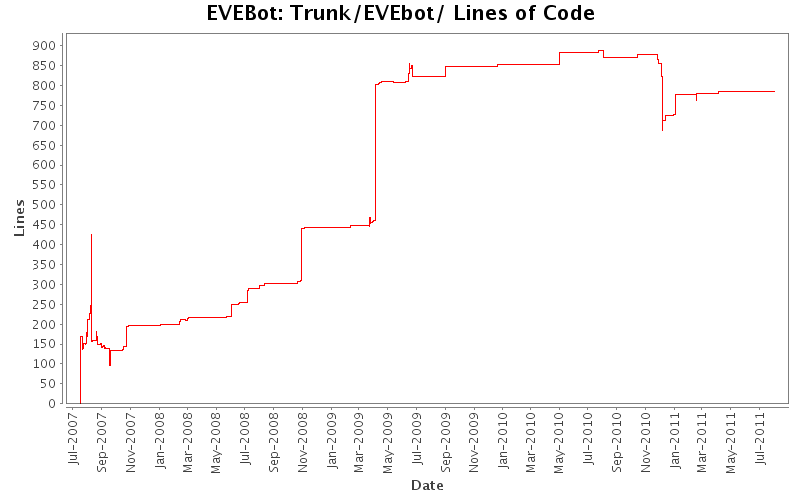 EVEBot: Trunk/EVEbot/ Lines of Code
Lines
900
850
800
750
700
650
600
550
500
450
400
350
300
250
200
150
100
50
0
Jul-2007
Sep-2007
Nov-2007
Jan-2008
Mar-2008
May-2008
Jul-2008
Sep-2008
Nov-2008
Jan-2009
Mar-2009
May-2009
Jul-2009
Sep-2009
Nov-2009
Jan-2010
Mar-2010
May-2010
Jul-2010
Sep-2010
Nov-2010
Jan-2011
Mar-2011
May-2011
Jul-2011
Date